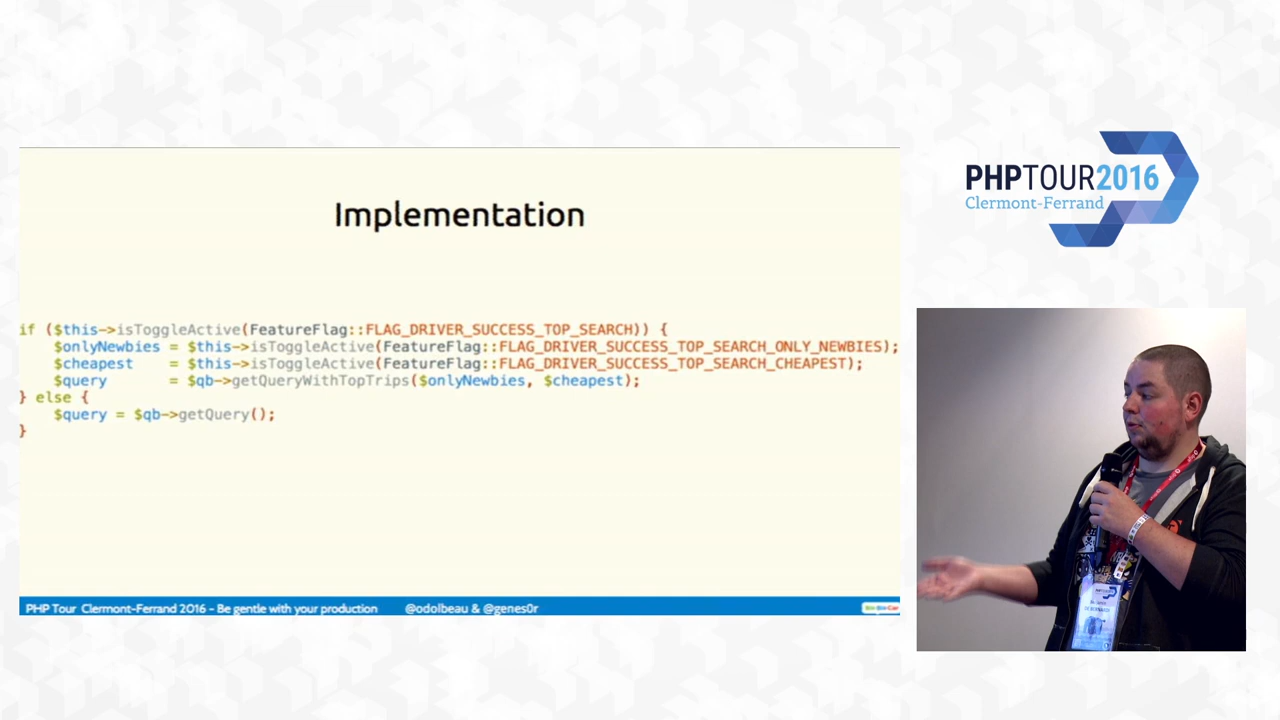 Implementation
if ($this->isToggleActive(FeatureFlag::FLAG_DRIVER_SUCCESS_TOP_SEARCH)) {
    $onlyNewbies = $this->isToggleActive(FeatureFlag::FLAG_DRIVER_SUCCESS_TOP_SEARCH_ONLY_NEWBIES);
    $cheapest    = $this->isToggleActive(FeatureFlag::FLAG_DRIVER_SUCCESS_TOP_SEARCH_CHEAPEST);
    $query       = $qb->getQueryWithTopTrips($onlyNewbies, $cheapest);
} else {
    $query = $qb->getQuery();
}
PHP Tour Clermont-Ferrand 2016 - Be gentle with your production @odolbeau & @genes0r
BlaBlaCar
PHPTOUR2016
Clermont-Ferrand